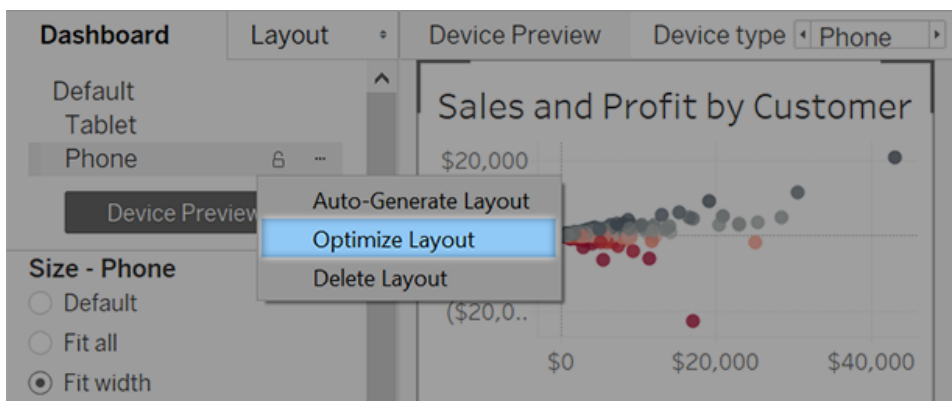 Dashboard
Layout
Device Preview
Device type
Phone
Default
Tablet
Phone
Device Preview
Size - Phone
Default
Fit all
Fit width
Auto-Generate Layout
Optimize Layout
Delete Layout
Sales and Profit by Customer
$20,000
($20,0..
$0
$20,000
$40,000